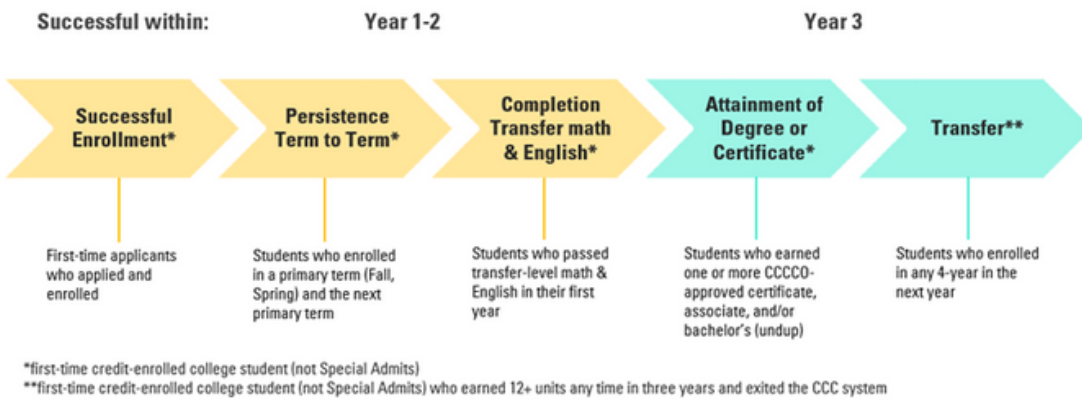 Successful within:
Year 1-2
Year 3
Successful
Enrollment*
Persistence
Term to Term*
Completion
Transfer math
& English*
Attainment of
Degree or
Certificate*
Transfer**
First-time applicants
who applied and
enrolled
Students who enrolled
in a primary term (Fall,
Spring) and the next
primary term
Students who passed
transfer-level math &
English in their first
year
Students who earned
one or more CCCCO-
approved certificate,
associate, and/or
bachelor's (undup)
Students who enrolled
in any 4-year in the
next year
*first-time credit-enrolled college student (not Special Admits)
**first-time credit-enrolled college student (not Special Admits) who earned 12+ units any time in three years and exited the CCC system